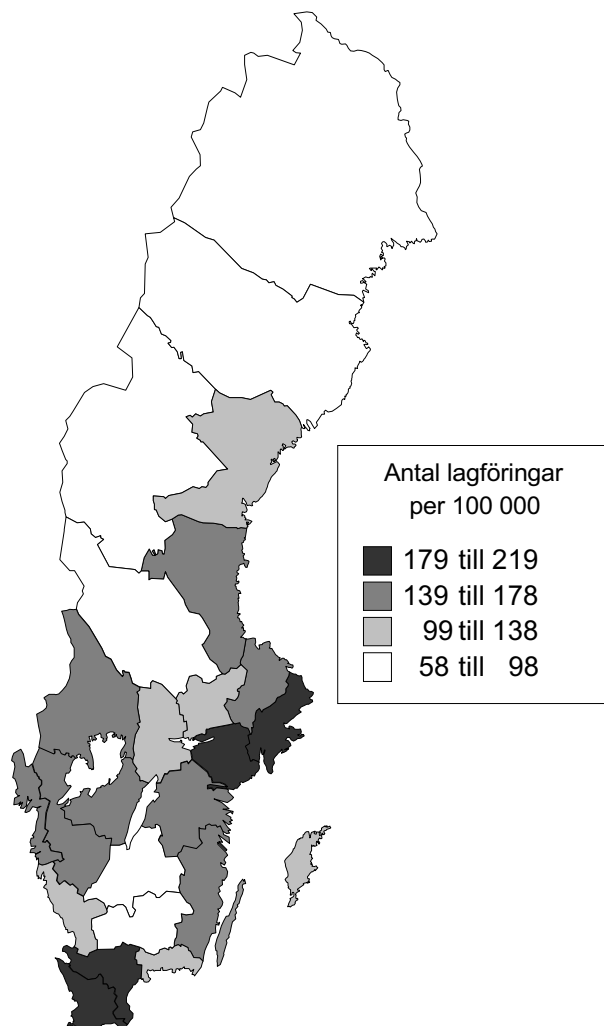 Antal lagföringar
per 100 000
179 till 219
139 till 178
99 till 138
58 till 98